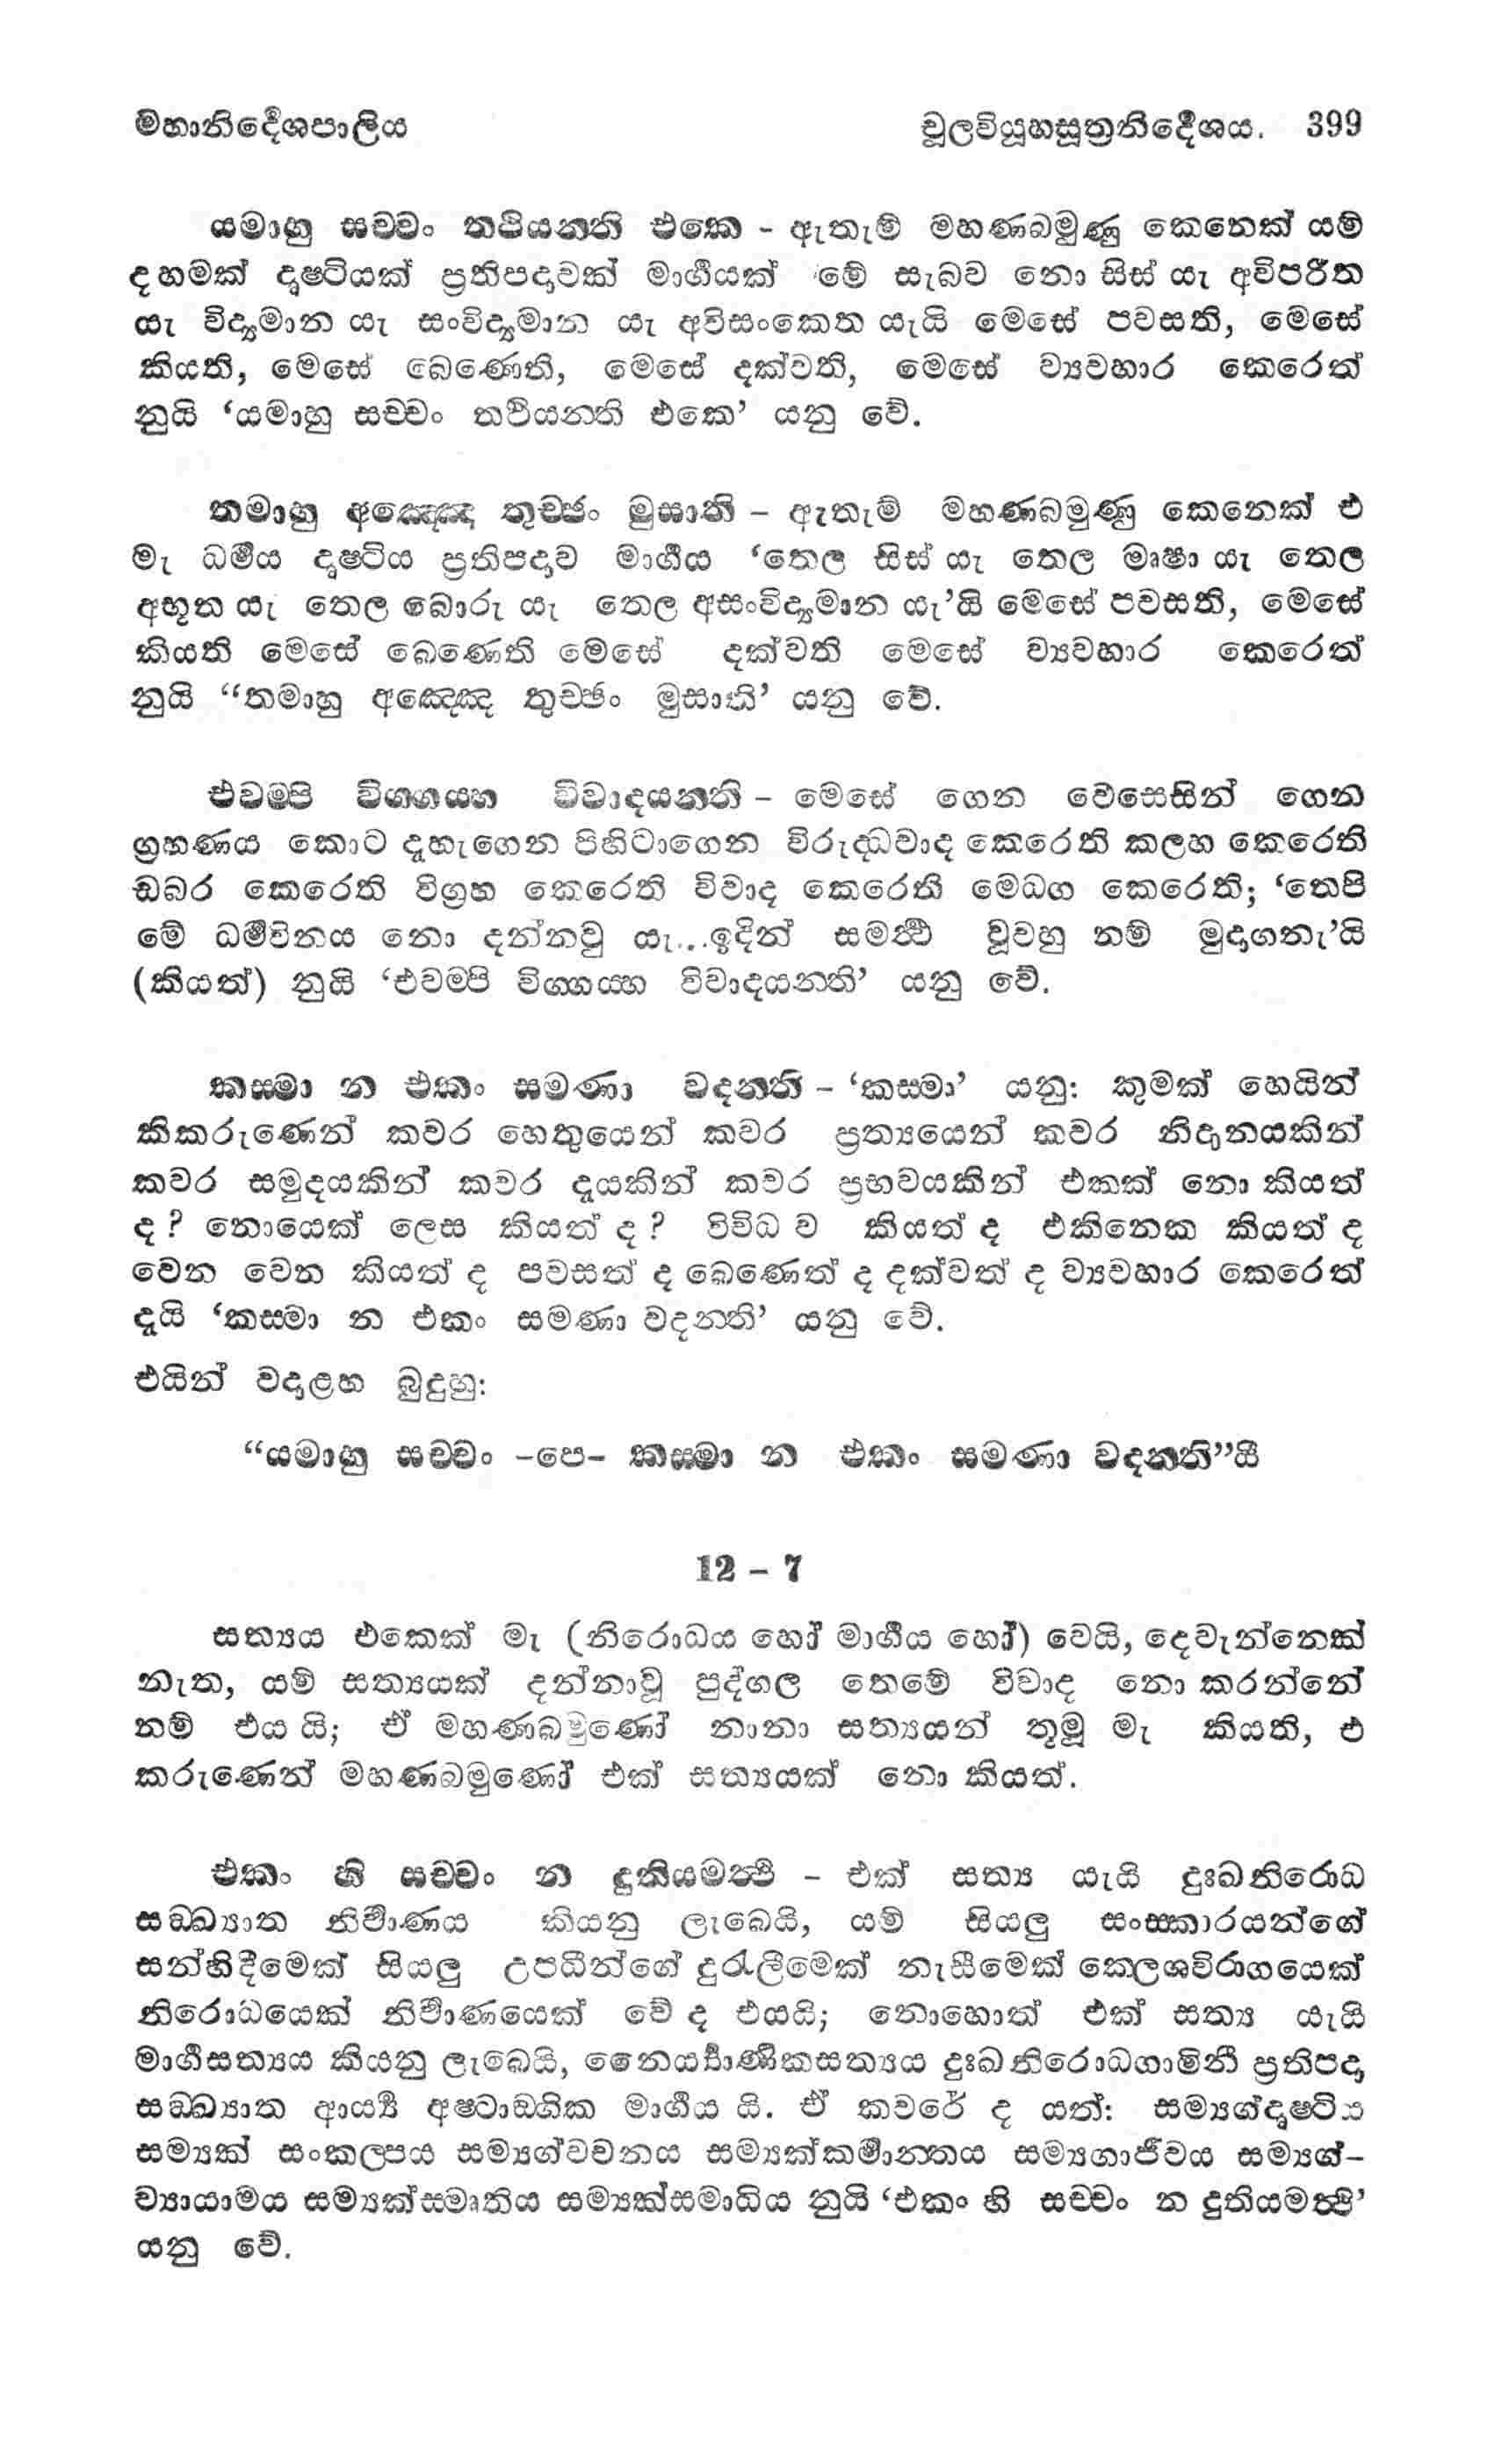 මහානිර්‍දේශපාලිය
චූලවියූහසූත්‍රනිර්‍දේශය. 399
යමාහු සච්චං තථියන්‍ති එකෙ - ඇතැම් මහණබමුණු කෙනෙක් යම්
දහමක් දෘෂ්ටියක් ප්‍රතිපදාවක් මාර්‍ගයක් ‘මේ සැබව නො සිස් යැ අවිපරීත
යැ විද්‍යමාන යැ සංවිද්‍යමාන යැ අවිසංකෙත යැයි මෙසේ පවසති, මෙසේ
කියති, මෙසේ බෙණෙති, මෙසේ දක්වති, මෙසේ ව්‍යවහාර කෙරෙත්
නුයි ‘යමාහු සච්චං තථියන්‍ති එකෙ’ යනු වේ.
තමාහු අඤ්ඤෙ තුච්ඡං මුසාති - ඇතැම් මහණබමුණු කෙනෙක් එ
මැ ධර්‍මය දෘෂ්ටිය ප්‍රතිපදාව මාර්‍ගය ‘තෙල සිස් යැ තෙල මෘෂා යැ තෙල
අභූත යැ තෙල බොරු යැ තෙල අසංවිද්‍යමාන යැ’යි මෙසේ පවසති, මෙසේ
කියති මෙසේ බෙණෙති මෙසේ දක්වති මෙසේ ව්‍යවහාර කෙරෙත්
නුයි “තමාහු අඤ්ඤෙ තුච්ඡං මුසාති’ යනු වේ.
එවම්පි විග්ගය්හ විවාදයන්‍ති - මෙසේ ගෙන වෙසෙසින් ගෙන
ග්‍රහණය කොට දෘහැගෙන පිහිටාගෙන විරුද්ධවාද කෙරෙති කලහ කෙරෙති
ඩබර කෙරෙති විග්‍රහ කෙරෙති විවාද කෙරෙති මෙධග කෙරෙති; ‘තෙපි
මේ ධර්‍මවිනය නො දන්නවු යැ...ඉදින් සමර්‍ත්‍ථ වූවහු නම් මුදාගනැ’යි
(කියත්) නුයි ‘එවම්පි විග්ගය්හ විවාදයන්‍ති’ යනු වේ.
කස්මා න එකං සමණා වදන්‍ති - ‘කස්මා’ යනු: කුමක් හෙයින්
කිකරුණෙන් කවර හෙතුයෙන් කවර ප්‍රත්‍යයෙන් කවර නිදානයකින්
කවර සමුදයකින් කවර දායකින් කවර ප්‍රභවයකින් එකක් නො කියත්
ද? නොයෙක් ලෙස කියත් ද? විවිධ ව කියත් ද එකිනෙක කියත් ද
වෙන වෙන කියත් ද පවසත් ද බෙණෙත් ද දක්වත් ද ව්‍යවහාර කෙරෙත්
දැයි ‘කස්මා න එකං සමණා වදන්‍ති’ යනු වේ.
එයින් වදාළහ බුදුහු:
“යමාහු සච්චං -පෙ- කස්මා න එකං සමණා වදන්‍ති”යී
12 - 7
සත්‍යය එකෙක් මැ (නිරොධය හෝ මාර්‍ගය හෝ) වෙයි, දෙවැන්නෙක්
නැත, යම් සත්‍යයක් දන්නාවූ පුද්ගල තෙමේ විවාද නො කරන්නේ
නම් එය යි; ඒ මහණබමුණෝ නානා සත්‍යයන් තුමූ මැ කියති, එ
කරුණෙන් මහණබමුණෝ එක් සත්‍යයක් නො කියත්.
එකං හි සච්චං න දුතියමත්‍ථි - එක් සත්‍ය යැයි දුඃඛනිරොධ
සඞ්ඛ්‍යාත නිර්‍වාණය කියනු ලැබෙයි, යම් සියලු සංස්කාරයන්ගේ
සන්හිදීමෙක් සියලු උපධීන්ගේ දුරැලීමෙක් නැසීමෙක් කෙලශවිරාගයෙක්
නිරොධයෙක් නිර්‍වාණයෙක් වේ ද එයයි; නොහොත් එක් සත්‍ය යැයි
මාර්‍ගසත්‍යය කියනු ලැබෙයි, නෛර්‍ය්‍යාණිකසත්‍යය දුඃඛනිරොධගාමිනී ප්‍රතිපදා
සඞ්ඛ්‍යාත ආර්‍ය්‍ය අෂ්ටාඞ්ගික මාර්‍ගය යි. ඒ කවරේ ද යත්: සම්‍යග්දෘෂ්ටිය
සම්‍යක් සංකල්පය සම්‍යග්වචනය සම්‍යක්කර්‍මාන්‍තය සම්‍යගාජීවය සම්‍යග්-
ව්‍යායාමය සම්‍යක්ස්මෘතිය සම්‍යක්සමාධිය නුයි ‘එකං හි සච්චං න දුතියමත්‍ථි’
යනු වේ.